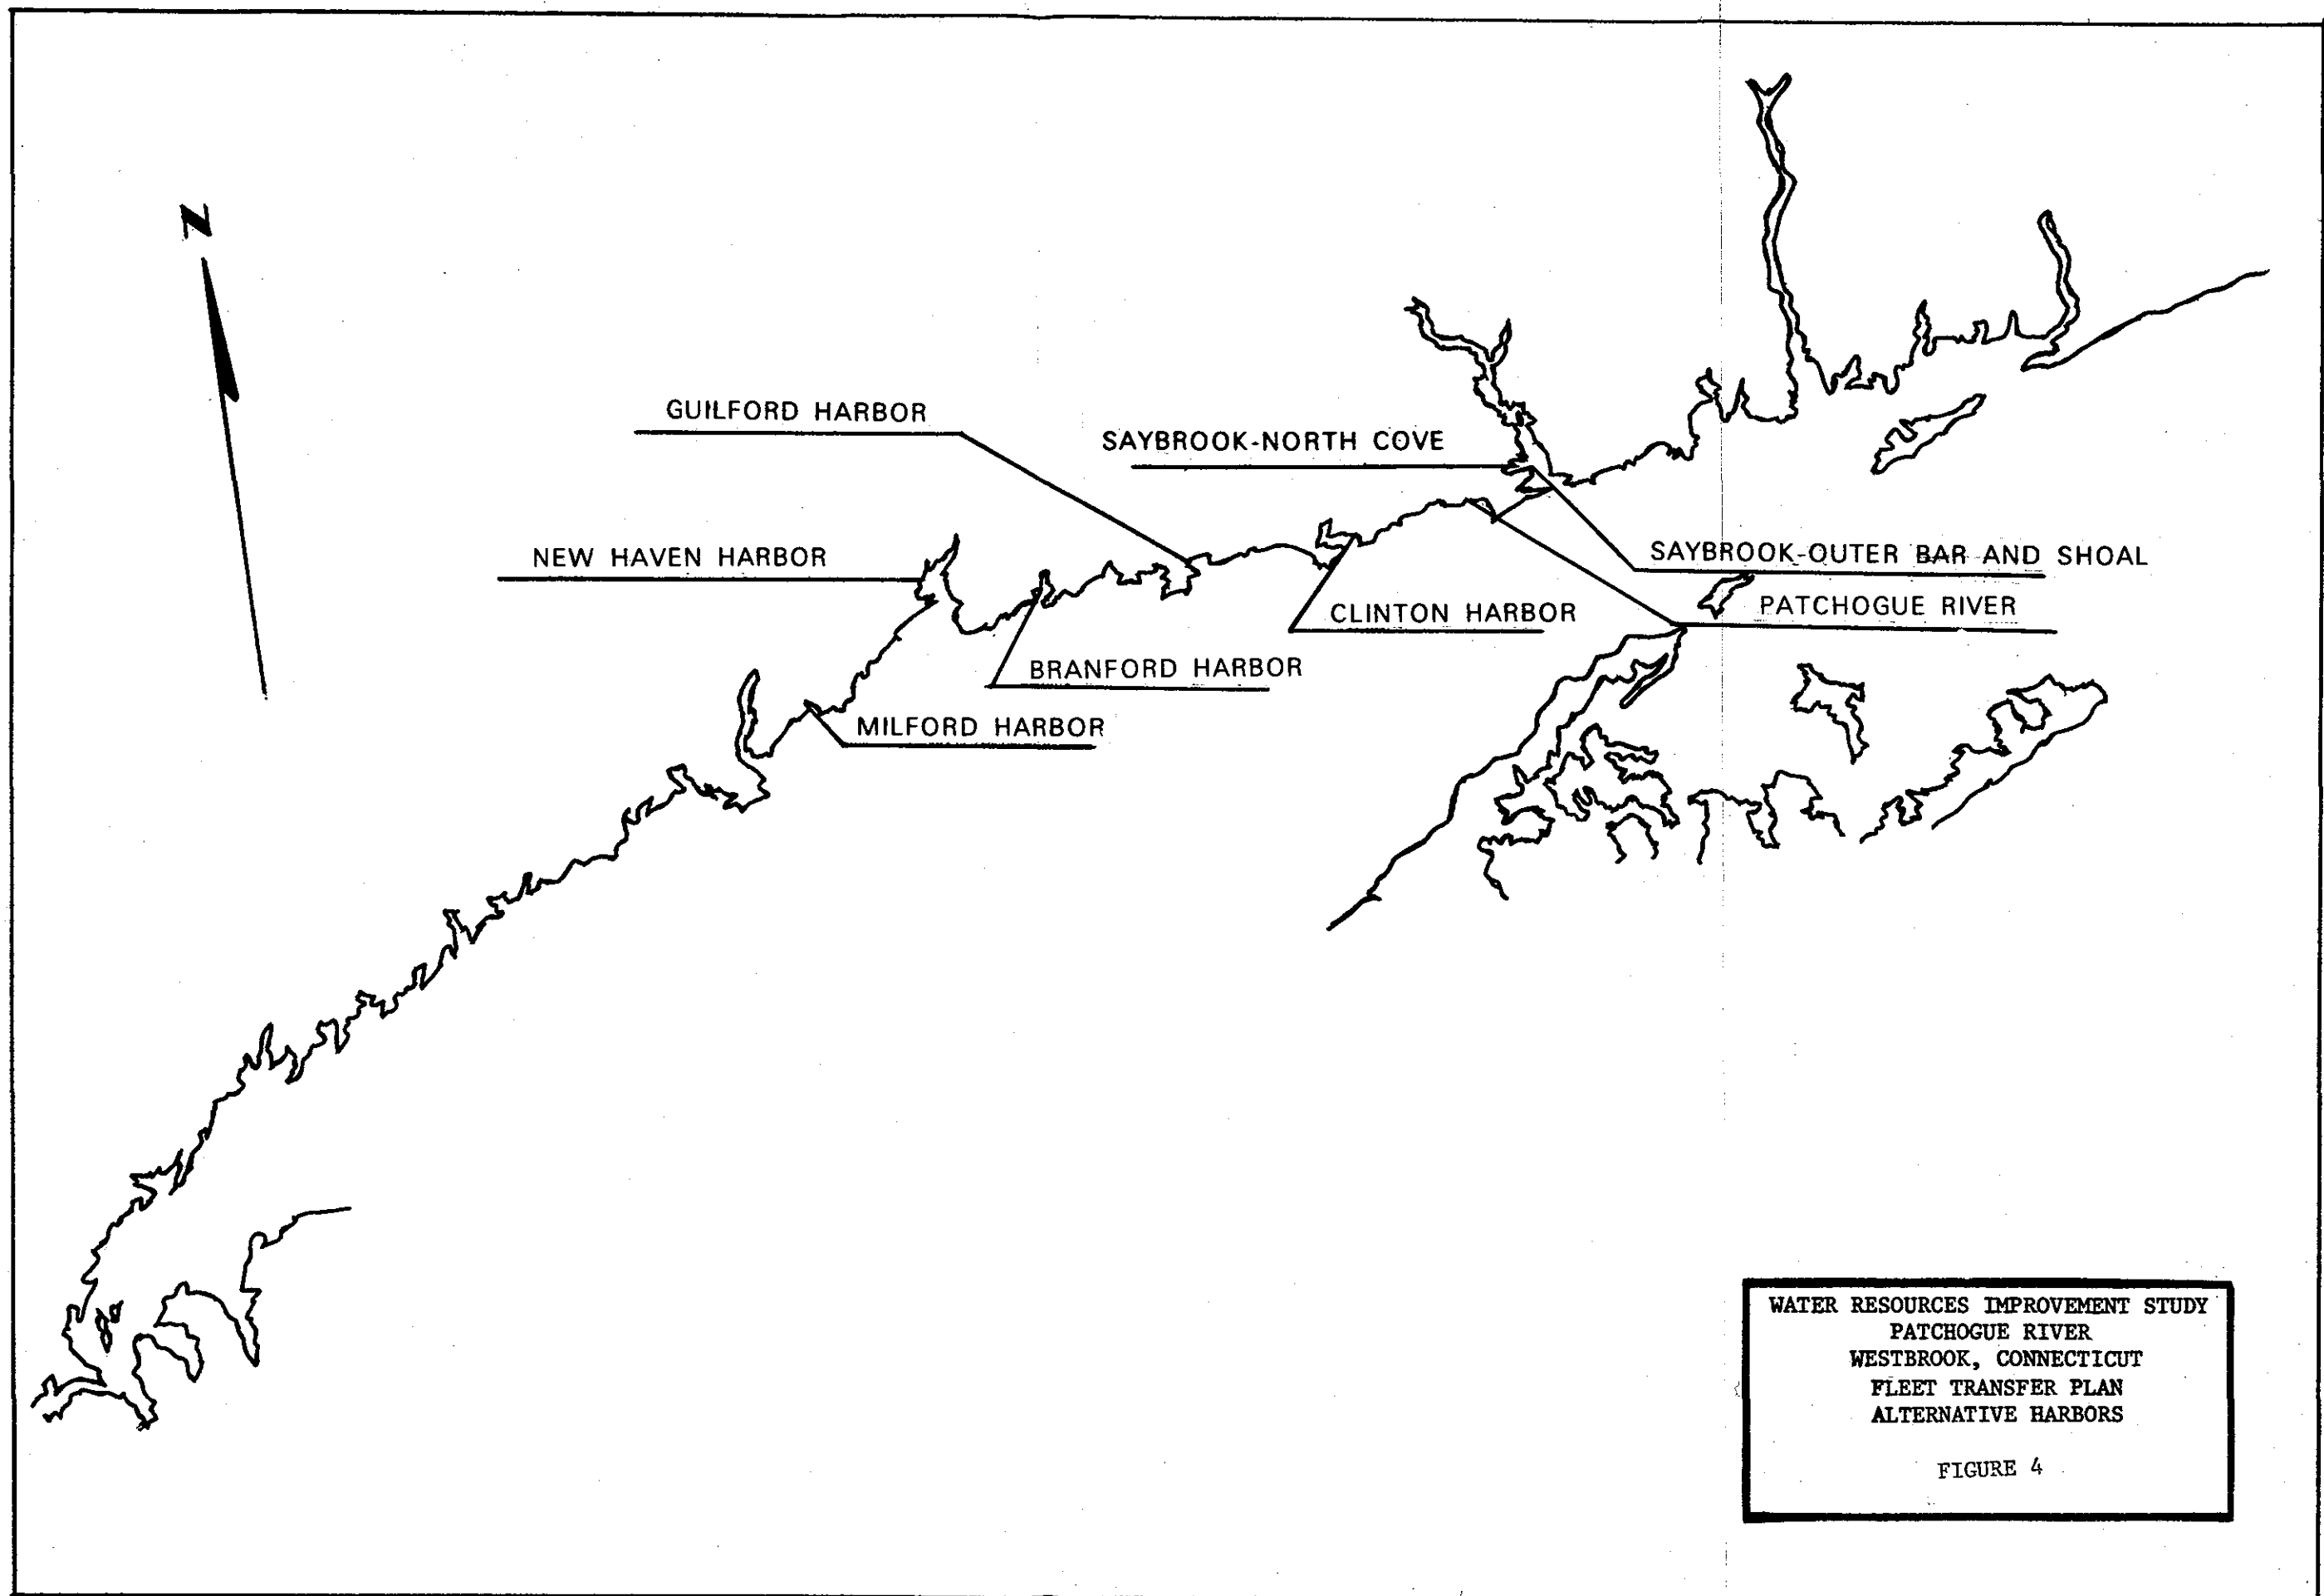 N
GUILFORD HARBOR
SAYBROOK-NORTH COVE
NEW HAVEN HARBOR
SAYBROOK-OUTER BAR AND SHOAL
PATCHOGUE RIVER
CLINTON HARBOR
BRANFORD HARBOR
MILFORD HARBOR
WATER RESOURCES IMPROVEMENT STUDY
PATCHOGUE RIVER
WESTBROOK, CONNECTICUT
FLEET TRANSFER PLAN
ALTERNATIVE HARBORS
FIGURE 4